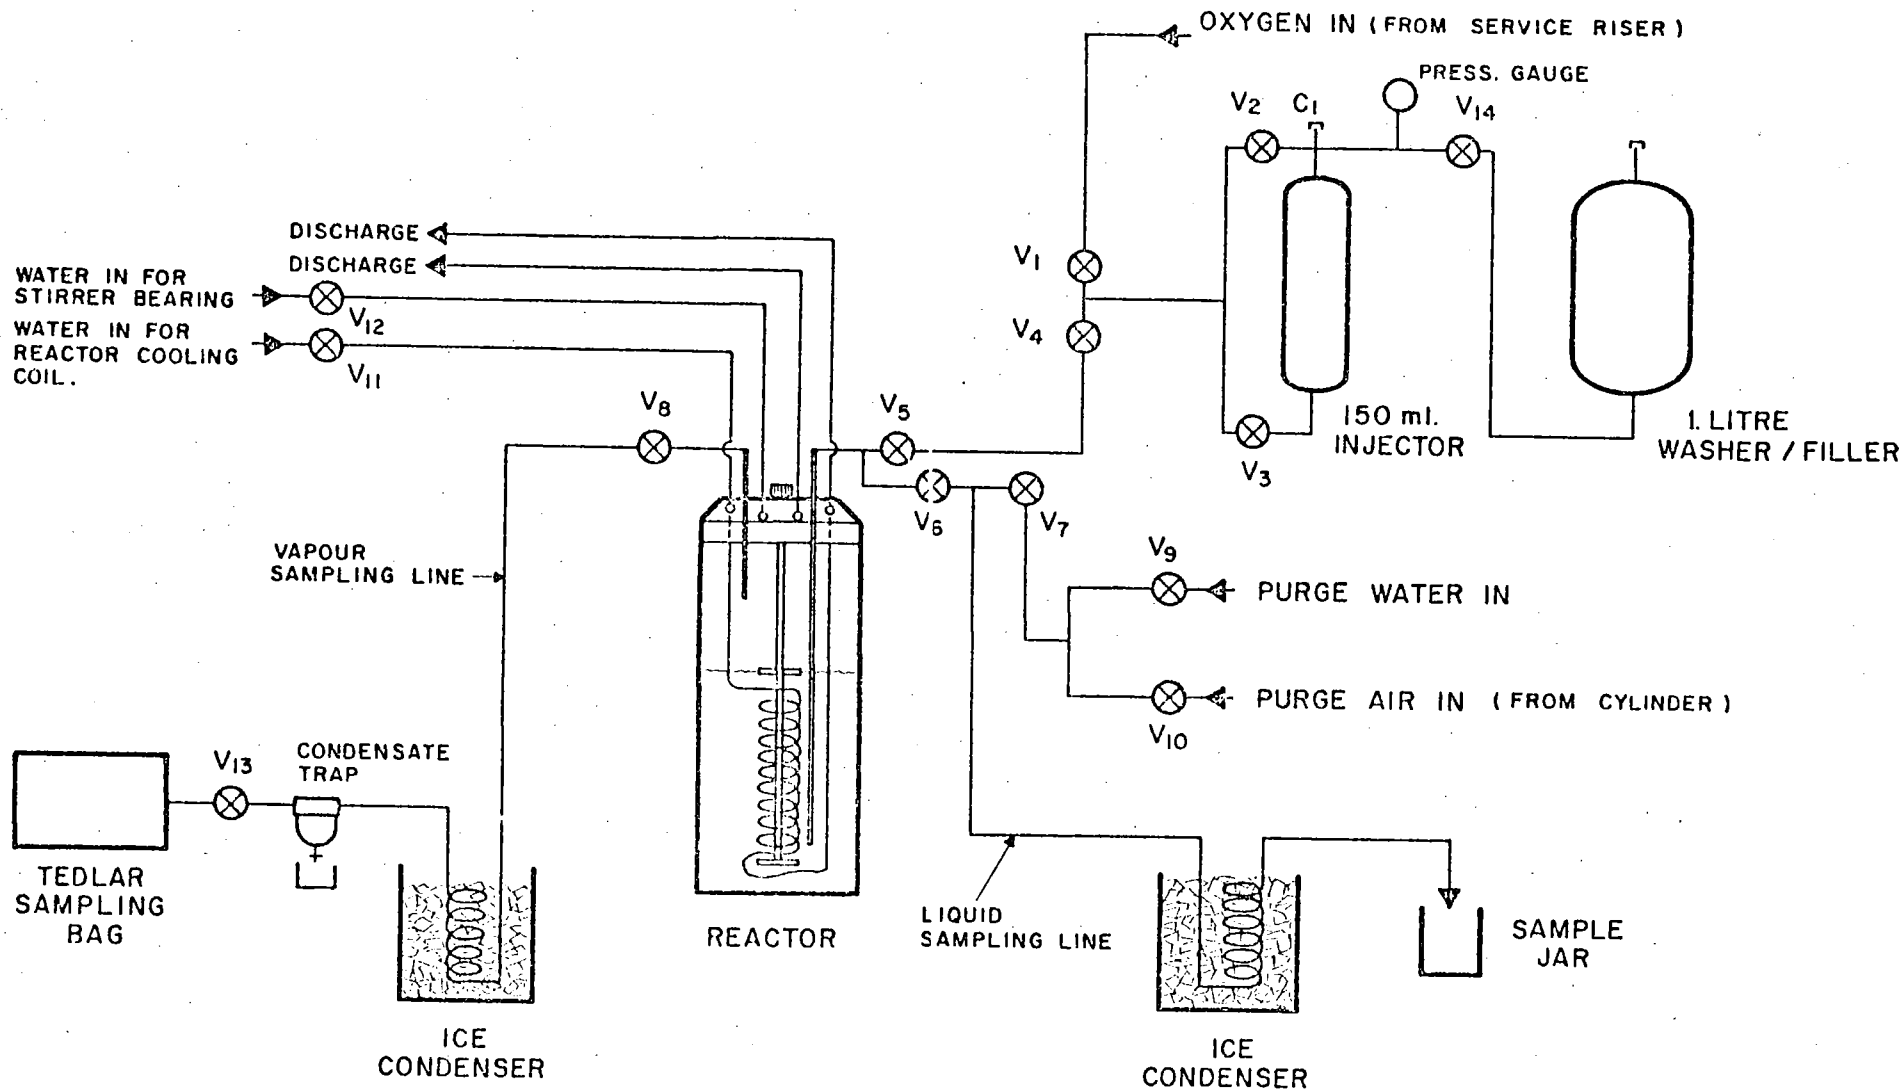 OXYGEN IN (FROM SERVICE RISER)
PRESS. GAUGE
V2
C1
V14
DISCHARGE
V1
DISCHARGE
WATER IN FOR
STIRRER BEARING
V12
WATER IN FOR
REACTOR COOLING
COIL.
V11
V4
V8
V5
150 ml.
INJECTOR
1. LITRE
WASHER / FILLER
V3
V6
V7
VAPOUR
SAMPLING LINE
V9
PURGE WATER IN
PURGE AIR IN (FROM CYLINDER)
V10
V13
CONDENSATE
TRAP
TEDLAR
SAMPLING
BAG
REACTOR
LIQUID
SAMPLING LINE
SAMPLE
JAR
ICE
CONDENSER
ICE
CONDENSER